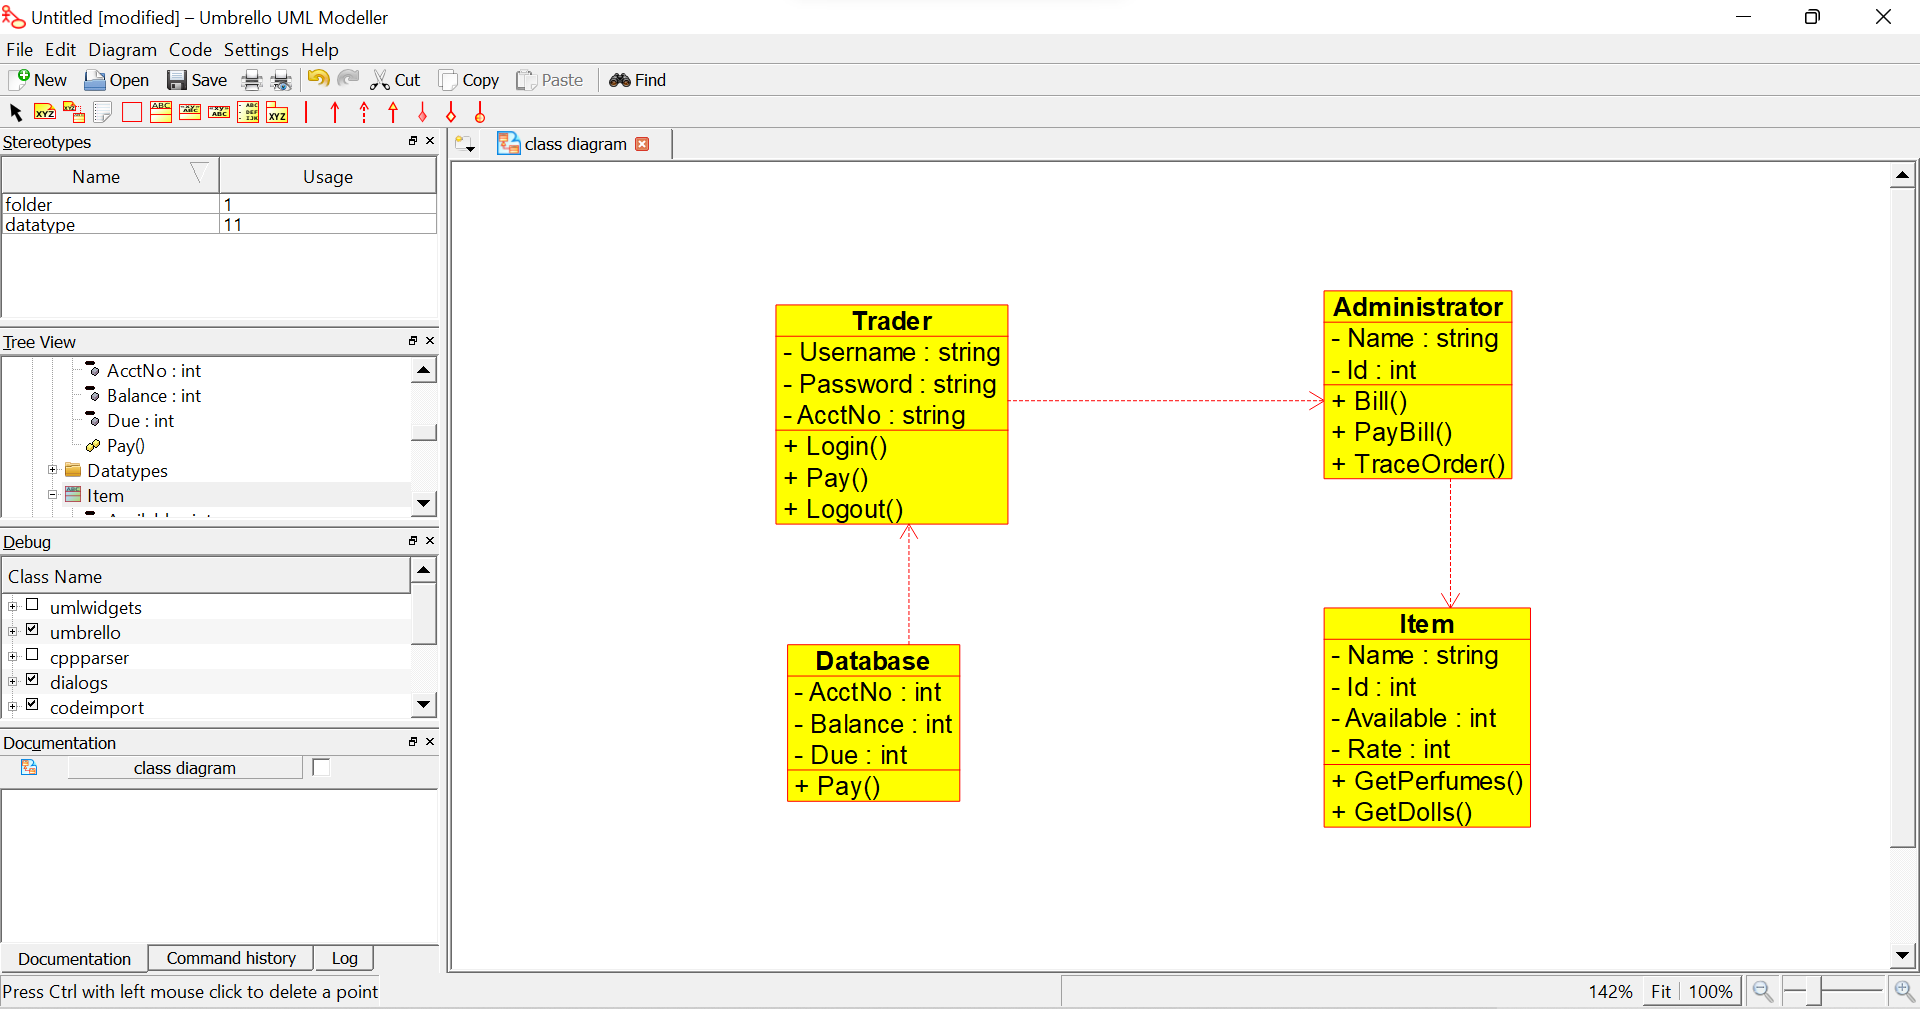 Untitled [modified] – Umbrello UML Modeller
File Edit Diagram Code Settings Help
New Open Save Cut Copy Paste Find
Stereotypes
class diagram
Name Usage
folder 1
datatype 11
Tree View
AcctNo : int
Balance : int
Due : int
Pay()
Datatypes
Item
Debug
Class Name
umlwidgets
umbrello
cppparser
dialogs
codeimport
Documentation
class diagram
Documentation Command history Log
Trader
- Username : string
- Password : string
- AcctNo : string
+ Login()
+ Pay()
+ Logout()
Administrator
- Name : string
- Id : int
+ Bill()
+ PayBill()
+ TraceOrder()
Database
- AcctNo : int
- Balance : int
- Due : int
+ Pay()
Item
- Name : string
- Id : int
- Available : int
- Rate : int
+ GetPerfumes()
+ GetDolls()
Press Ctrl with left mouse click to delete a point
142% Fit 100%